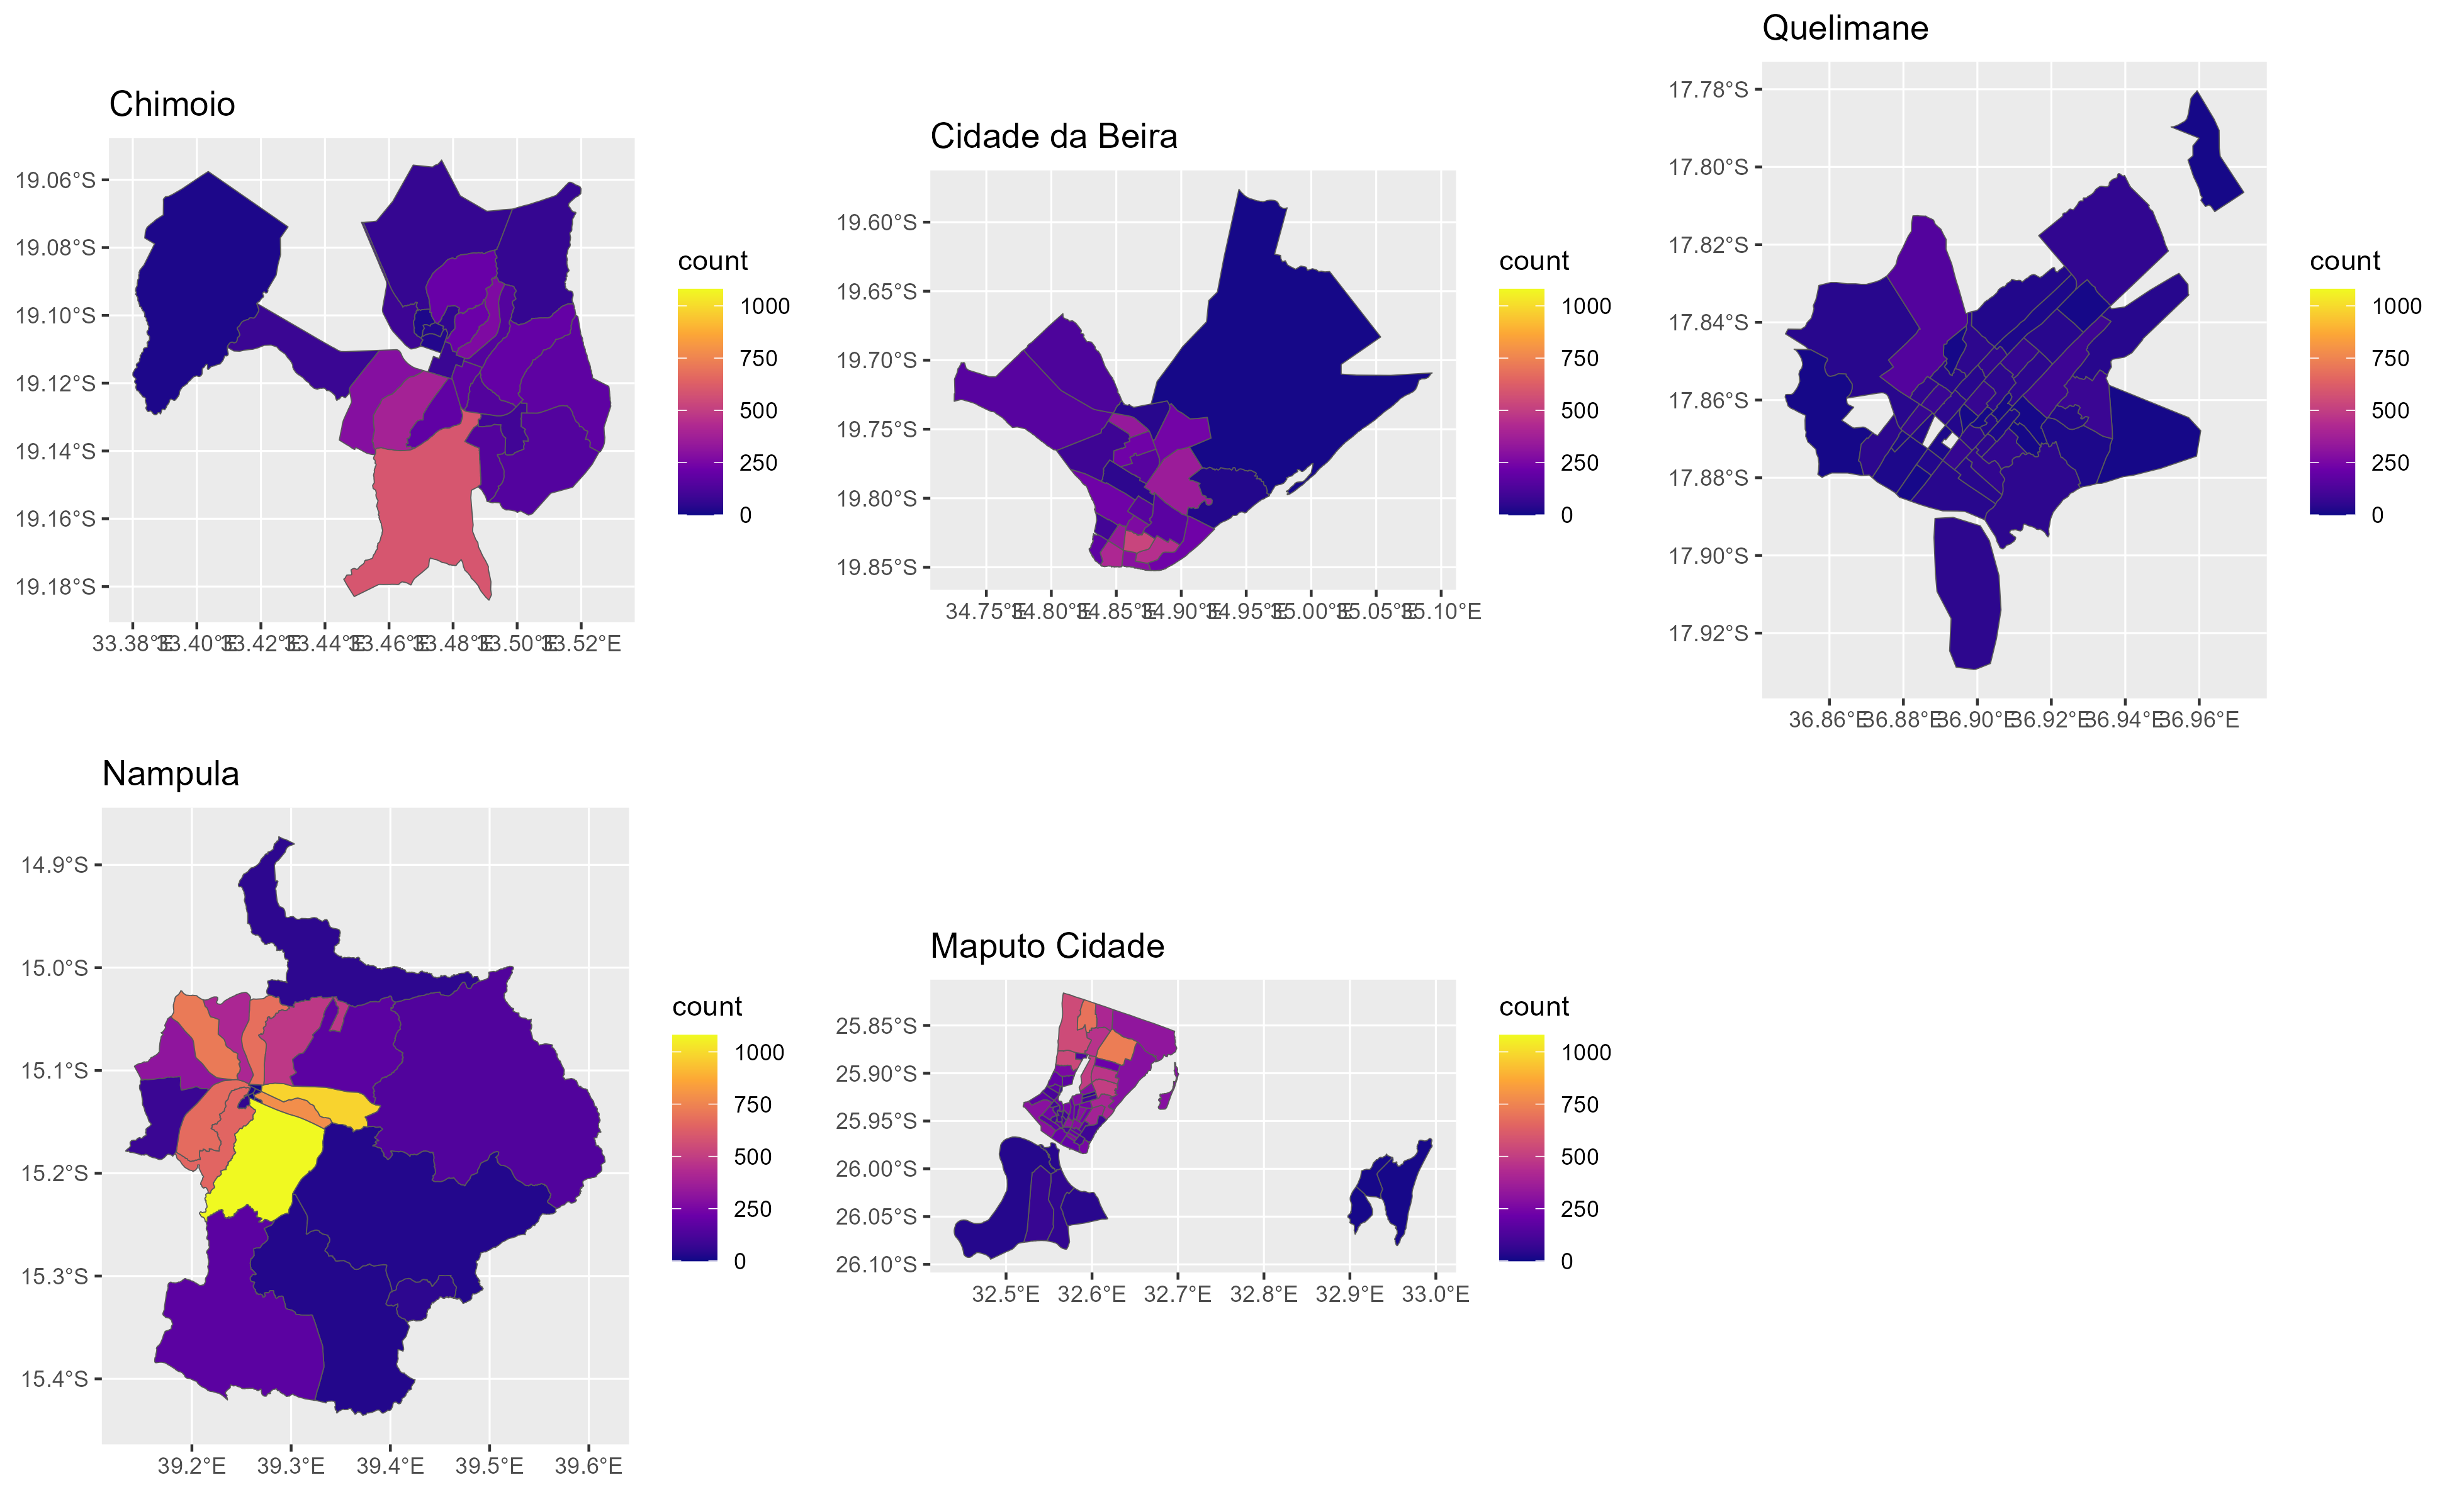 Chimoio
19.06°S
19.08°S
19.10°S
19.12°S
19.14°S
19.16°S
19.18°S
33.38°E 33.40°E 33.42°E 33.44°E 33.46°E 33.48°E 33.50°E 33.52°E
count
1000
750
500
250
0
Cidade da Beira
19.60°S
19.65°S
19.70°S
19.75°S
19.80°S
19.85°S
34.75°E 34.80°E 34.85°E 34.90°E 34.95°E 35.00°E 35.05°E 35.10°E
count
1000
750
500
250
0
Quelimane
17.78°S
17.80°S
17.82°S
17.84°S
17.86°S
17.88°S
17.90°S
17.92°S
36.86°E 36.88°E 36.90°E 36.92°E 36.94°E 36.96°E
count
1000
750
500
250
0
Nampula
14.9°S
15.0°S
15.1°S
15.2°S
15.3°S
15.4°S
39.2°E 39.3°E 39.4°E 39.5°E 39.6°E
count
1000
750
500
250
0
Maputo Cidade
25.85°S
25.90°S
25.95°S
26.00°S
26.05°S
26.10°S
32.5°E 32.6°E 32.7°E 32.8°E 32.9°E 33.0°E
count
1000
750
500
250
0